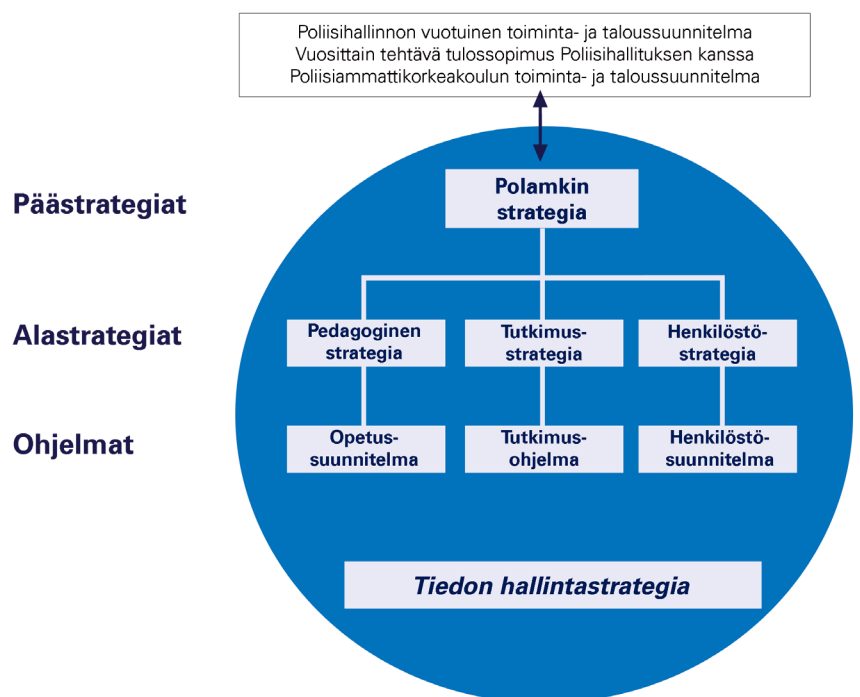 Poliisihallinnon vuotuinen toiminta- ja taloussuunnitelma
Vuosittain tehtävä tulossopimus Poliisihallituksen kanssa
Poliisiammattikorkeakoulun toiminta- ja taloussuunnitelma
Päästrategiat
Polamkin
strategia
Alastrategiat
Pedagoginen
strategia
Tutkimus-
strategia
Henkilöstö-
strategia
Ohjelmat
Opetus-
suunnitelma
Tutkimus-
ohjelma
Henkilöstö-
suunnitelma
Tiedon hallintastrategia